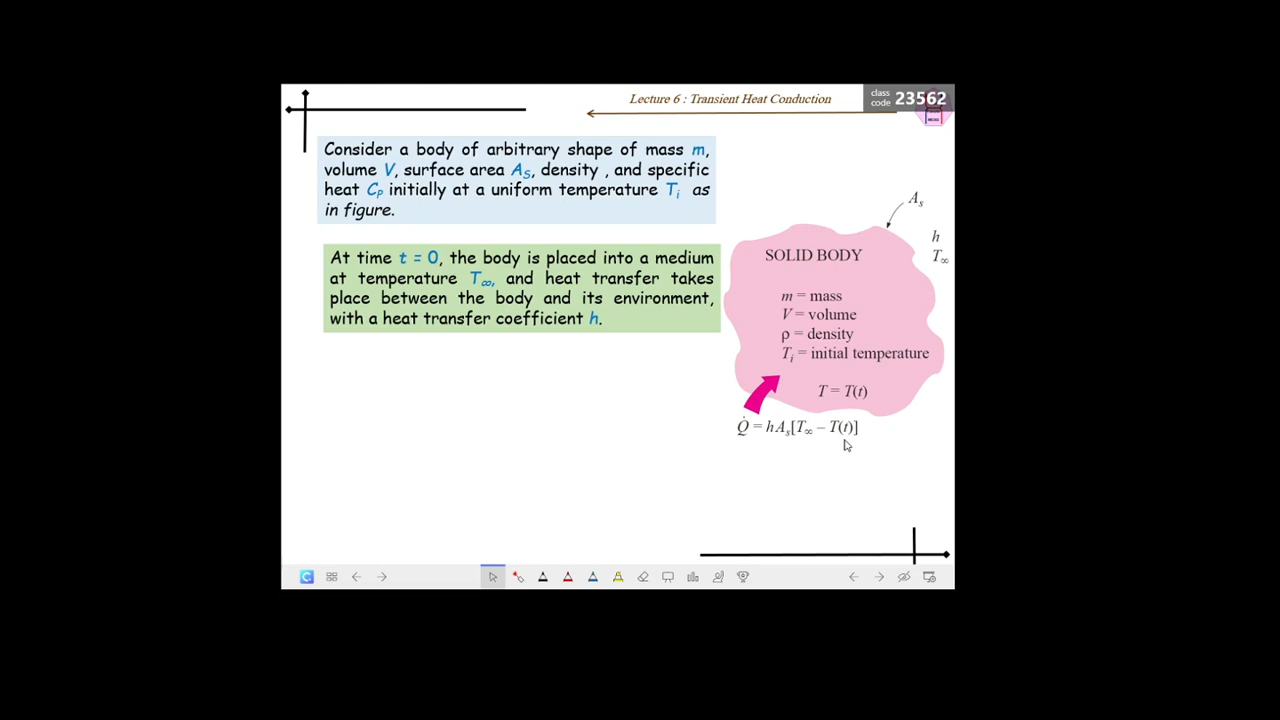 Lecture 6 : Transient Heat Conduction
class
code 23562
Consider a body of arbitrary shape of mass m,
volume V, surface area As, density , and specific
heat CP initially at a uniform temperature Ti as
in figure.
At time t = 0, the body is placed into a medium
at temperature T∞, and heat transfer takes
place between the body and its environment,
with a heat transfer coefficient h.
As
h
T∞
SOLID BODY
m = mass
V = volume
ρ = density
Ti = initial temperature
T = T(t)
Q̇ = hAs[T∞ – T(t)]